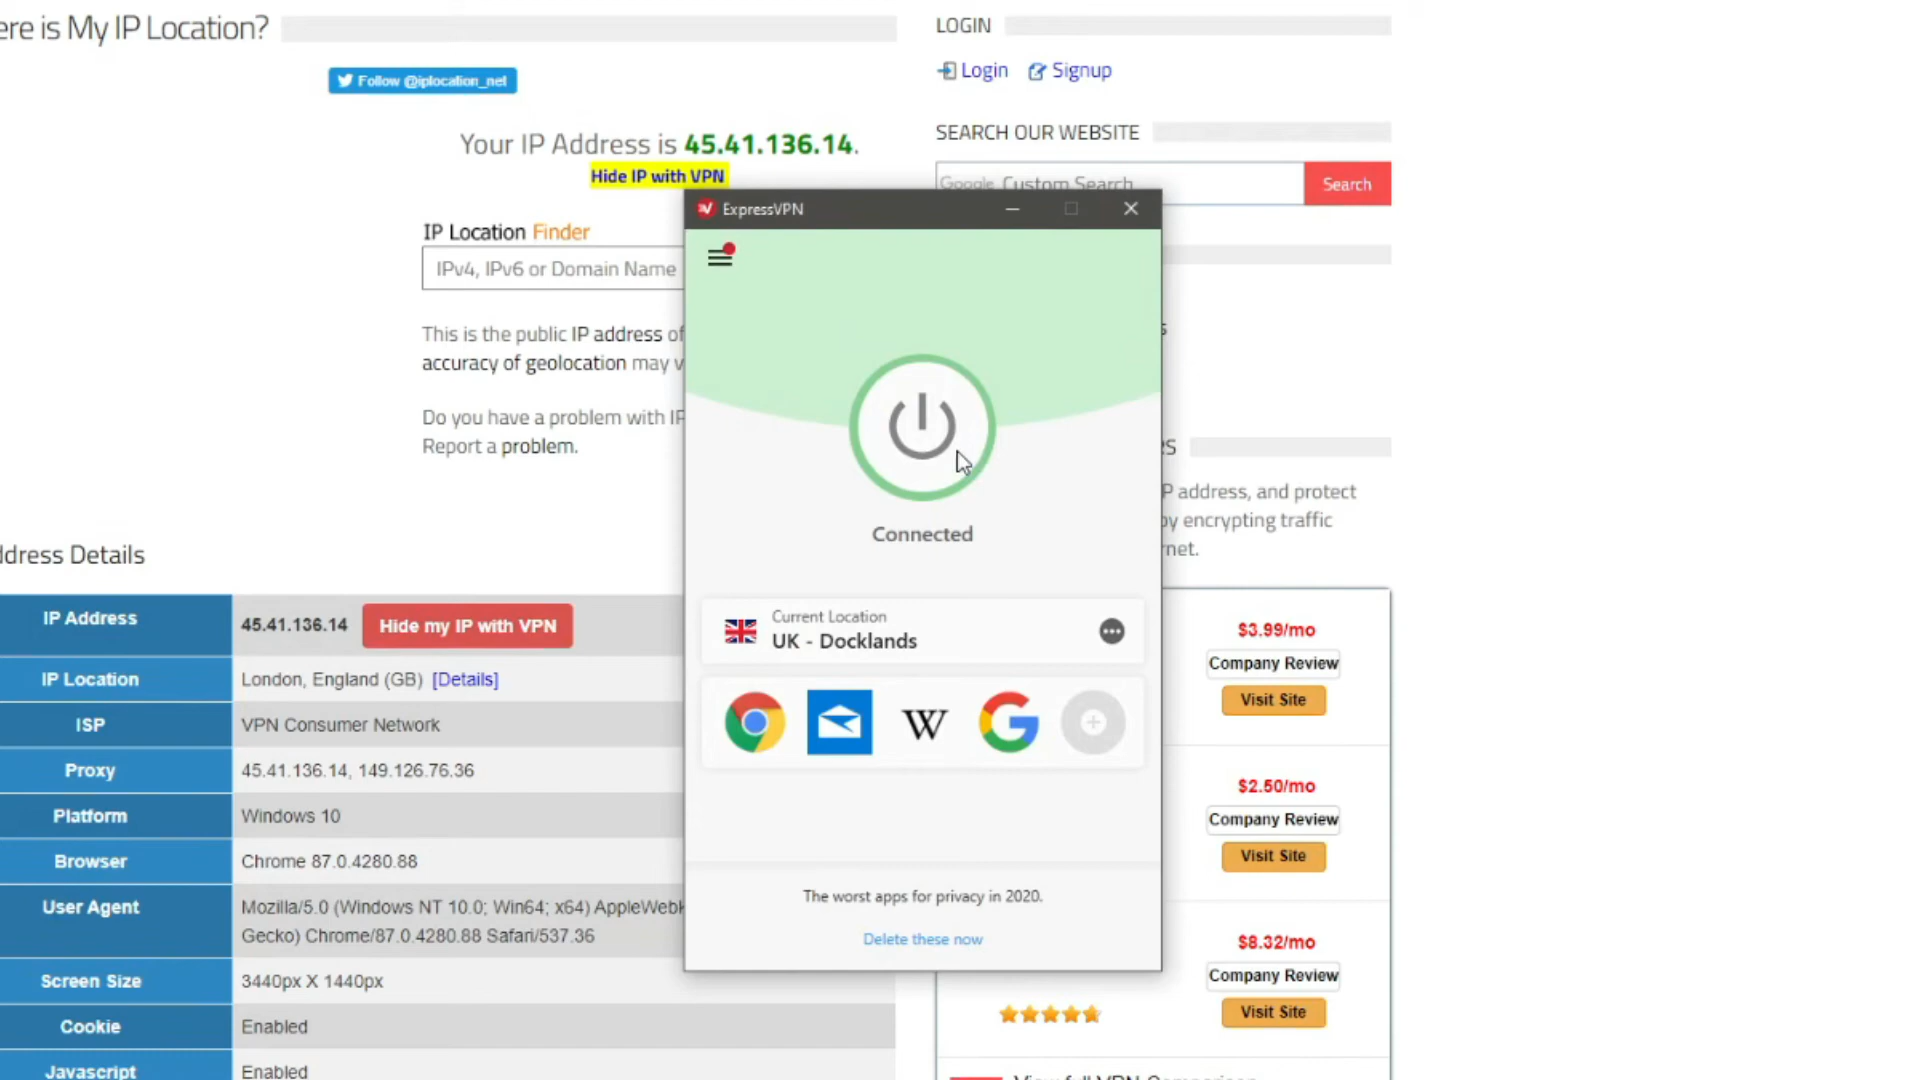 ere is My IP Location?
Follow @iplocation_net
Your IP Address is 45.41.136.14.
Hide IP with VPN
IP Location Finder
IPv4, IPv6 or Domain Name
This is the public IP address of
accuracy of geolocation may v
Do you have a problem with IP
Report a problem.
ddress Details
IP Address
45.41.136.14
Hide my IP with VPN
IP Location
London, England (GB) [Details]
ISP
VPN Consumer Network
Proxy
45.41.136.14, 149.126.76.36
Platform
Windows 10
Browser
Chrome 87.0.4280.88
User Agent
Mozilla/5.0 (Windows NT 10.0; Win64; x64) AppleWebK
Gecko) Chrome/87.0.4280.88 Safari/537.36
Screen Size
3440px X 1440px
Cookie
Enabled
Javascript
Enabled
ExpressVPN
Connected
Current Location
UK - Docklands
W
The worst apps for privacy in 2020.
Delete these now
LOGIN
Login
Signup
SEARCH OUR WEBSITE
Google Custom Search
Search
s
RS
P address, and protect
by encrypting traffic
rnet.
$3.99/mo
Company Review
Visit Site
$2.50/mo
Company Review
Visit Site
$8.32/mo
Company Review
Visit Site
View full VPN Comparison